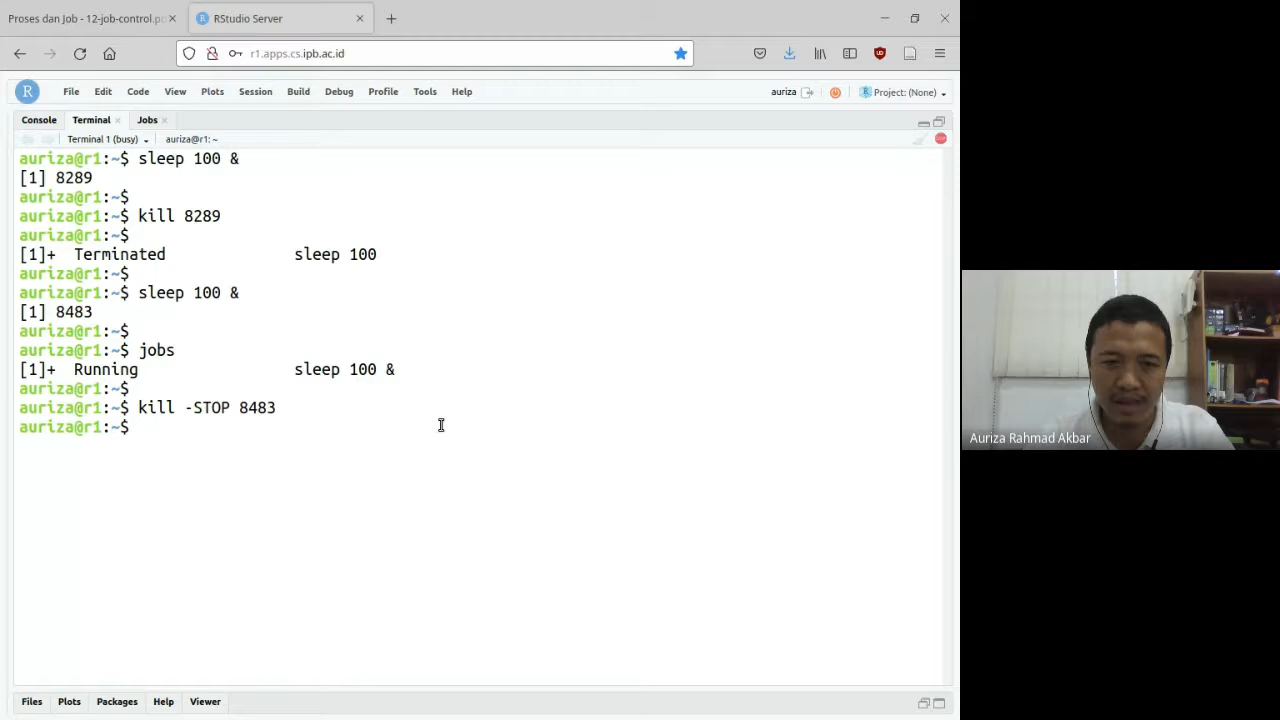 Proses dan Job - 12-job-control.po
RStudio Server
r1.apps.cs.ipb.ac.id
R File Edit Code View Plots Session Build Debug Profile Tools Help auriza R Project: (None)
Console Terminal Jobs
Terminal 1 (busy) auriza@r1: ~
auriza@r1:~$ sleep 100 &
[1] 8289
auriza@r1:~$
auriza@r1:~$ kill 8289
auriza@r1:~$
[1]+ Terminated sleep 100
auriza@r1:~$
auriza@r1:~$ sleep 100 &
[1] 8483
auriza@r1:~$
auriza@r1:~$ jobs
[1]+ Running sleep 100 &
auriza@r1:~$
auriza@r1:~$ kill -STOP 8483
auriza@r1:~$
Auriza Rahmad Akbar
Files Plots Packages Help Viewer